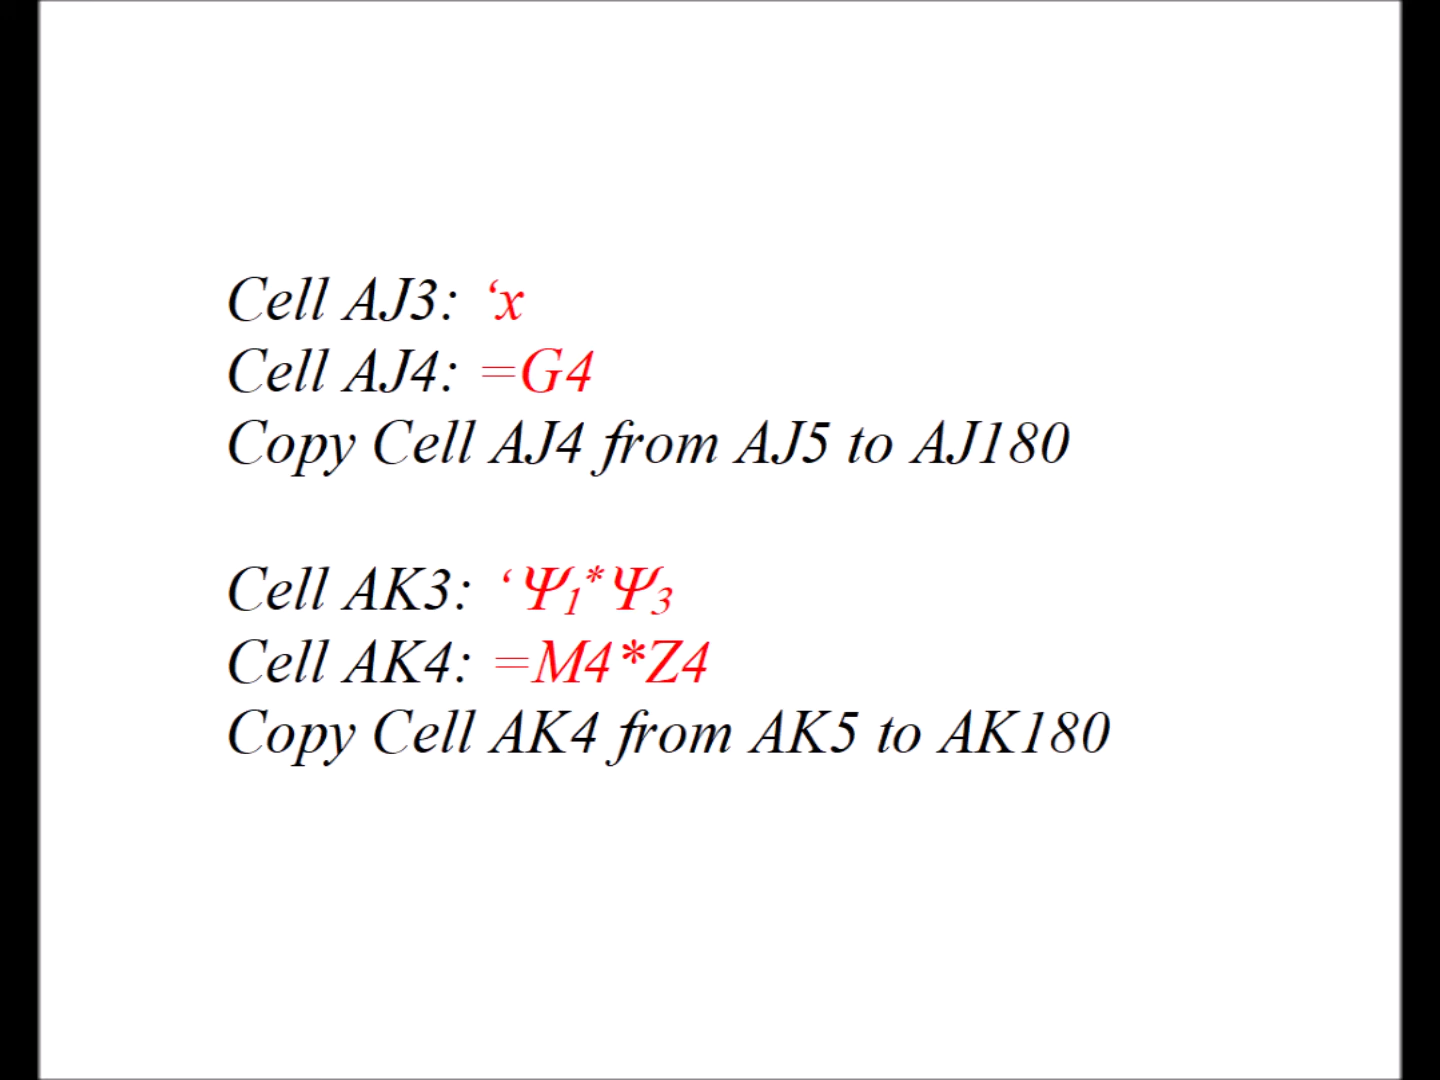 Cell AJ3: ‘x
Cell AJ4: =G4
Copy Cell AJ4 from AJ5 to AJ180
Cell AK3: ‘Ψ₁*Ψ₃
Cell AK4: =M4*Z4
Copy Cell AK4 from AK5 to AK180